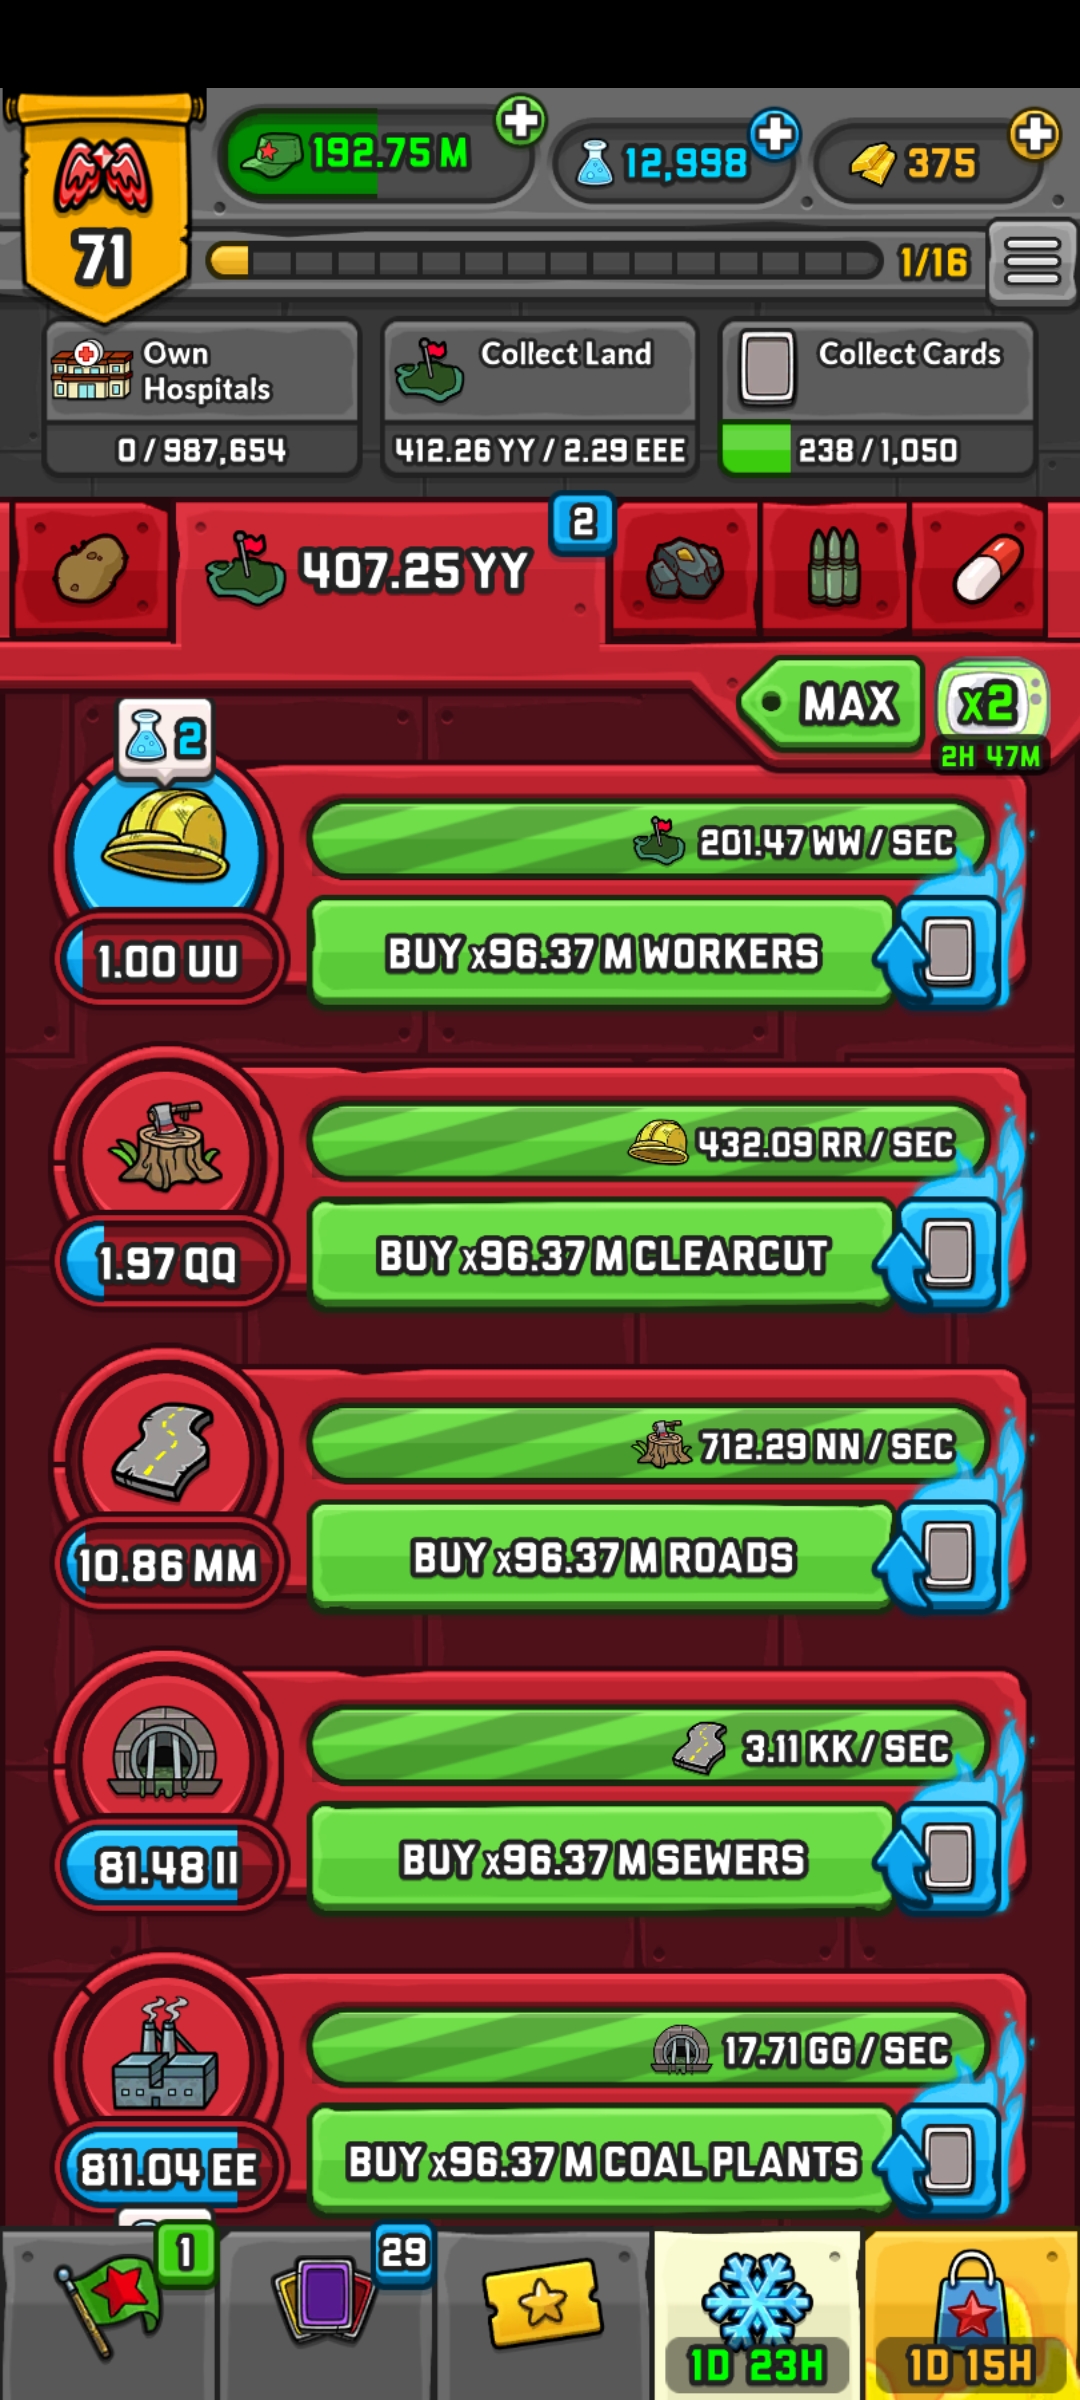 192.75 M
12,998
375
71
1/16
Own
Hospitals
Collect Land
Collect Cards
0 / 987,654
412.26 YY / 2.29 EEE
238 / 1,050
407.25 YY
2
MAX
x2
2H 47M
2
201.47 WW / SEC
1.00 UU
BUY x96.37 M WORKERS
432.09 RR / SEC
1.97 QQ
BUY x96.37 M CLEARCUT
712.29 NN / SEC
10.86 MM
BUY x96.37 M ROADS
3.11 KK / SEC
81.48 II
BUY x96.37 M SEWERS
17.71 GG / SEC
811.04 EE
BUY x96.37 M COAL PLANTS
1
29
1D 23H
1D 15H